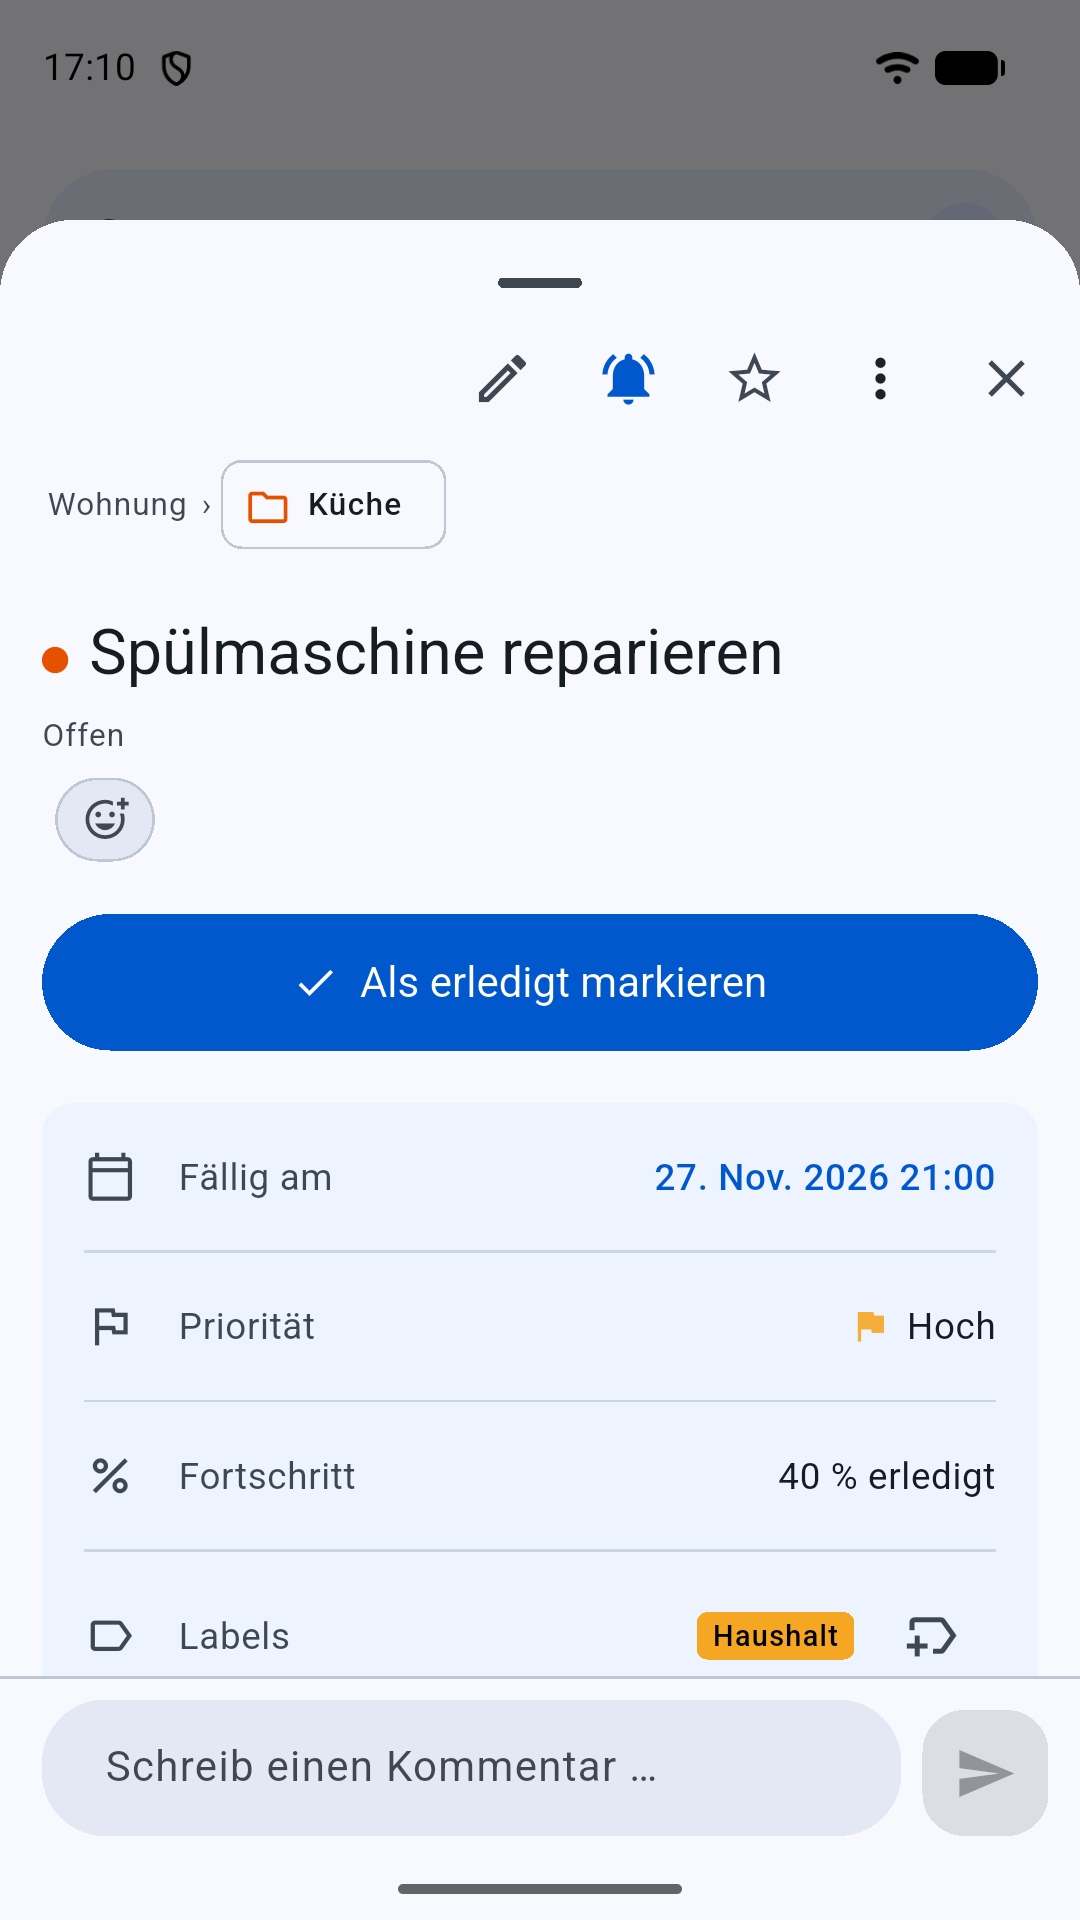 17:10
Wohnung › Küche
Spülmaschine reparieren
Offen
Als erledigt markieren
Fällig am 27. Nov. 2026 21:00
Priorität Hoch
Fortschritt 40 % erledigt
Labels Haushalt
Schreib einen Kommentar …